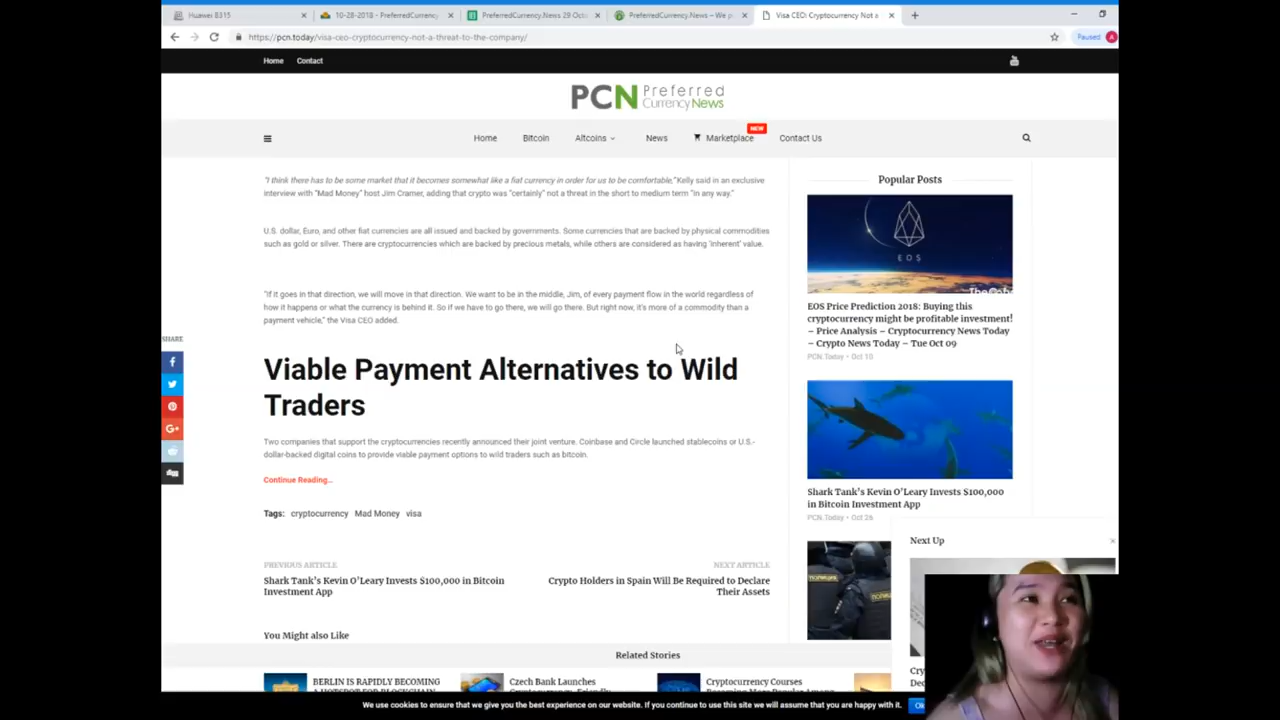 Huawei B315
10-28-2018 - PreferredCurrency
PreferredCurrency.News 29 Octo
PreferredCurrency.News – We p
Visa CEO: Cryptocurrency Not a
https://pcn.today/visa-ceo-cryptocurrency-not-a-threat-to-the-company/
Paused
A
Home
Contact
PCN Preferred
Currency News
NEW
Home
Bitcoin
Altcoins
News
Marketplace
Contact Us
"I think there has to be some market that it becomes somewhat like a fiat currency in order for us to be comfortable," Kelly said in an exclusive
interview with "Mad Money" host Jim Cramer, adding that crypto was "certainly" not a threat in the short to medium term "in any way."
U.S. dollar, Euro, and other fiat currencies are all issued and backed by governments. Some currencies that are backed by physical commodities
such as gold or silver. There are cryptocurrencies which are backed by precious metals, while others are considered as having 'inherent' value.
"If it goes in that direction, we will move in that direction. We want to be in the middle, Jim, of every payment flow in the world regardless of
how it happens or what the currency is behind it. So if we have to go there, we will go there. But right now, it's more of a commodity than a
payment vehicle," the Visa CEO added.
SHARE
Viable Payment Alternatives to Wild
Traders
Two companies that support the cryptocurrencies recently announced their joint venture. Coinbase and Circle launched stablecoins or U.S.-
dollar-backed digital coins to provide viable payment options to wild traders such as bitcoin.
Continue Reading...
Tags: cryptocurrency Mad Money visa
PREVIOUS ARTICLE
Shark Tank's Kevin O'Leary Invests $100,000 in Bitcoin
Investment App
NEXT ARTICLE
Crypto Holders in Spain Will Be Required to Declare
Their Assets
You Might also Like
Popular Posts
EOS
EOS Price Prediction 2018: Buying this
cryptocurrency might be profitable investment!
– Price Analysis – Cryptocurrency News Today
– Crypto News Today – Tue Oct 09
PCN.Today • Oct 10
Shark Tank's Kevin O'Leary Invests $100,000
in Bitcoin Investment App
PCN.Today • Oct 26
Next Up
Related Stories
BERLIN IS RAPIDLY BECOMING
Czech Bank Launches
Cryptocurrency Courses
We use cookies to ensure that we give you the best experience on our website. If you continue to use this site we will assume that you are happy with it.
Ok